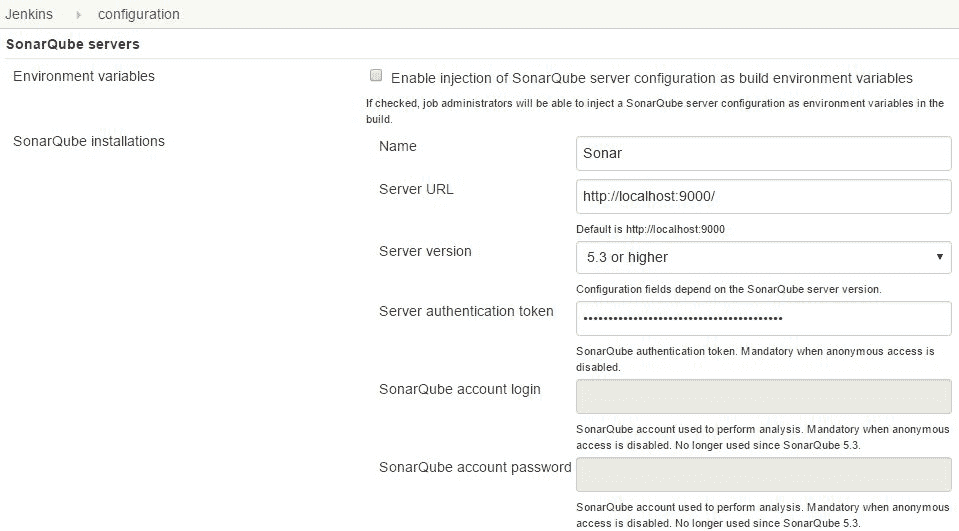 Jenkins configuration
SonarQube servers
Environment variables
Enable injection of SonarQube server configuration as build environment variables
If checked, job administrators will be able to inject a SonarQube server configuration as environment variables in the
build.
SonarQube installations
Name
Sonar
Server URL
http://localhost:9000/
Default is http://localhost:9000
Server version
5.3 or higher
Configuration fields depend on the SonarQube server version.
Server authentication token
••••••••••••••••••••••••••••••••••••••••
SonarQube authentication token. Mandatory when anonymous access is
disabled.
SonarQube account login
SonarQube account used to perform analysis. Mandatory when anonymous
access is disabled. No longer used since SonarQube 5.3.
SonarQube account password
SonarQube account used to perform analysis. Mandatory when anonymous
access is disabled. No longer used since SonarQube 5.3.